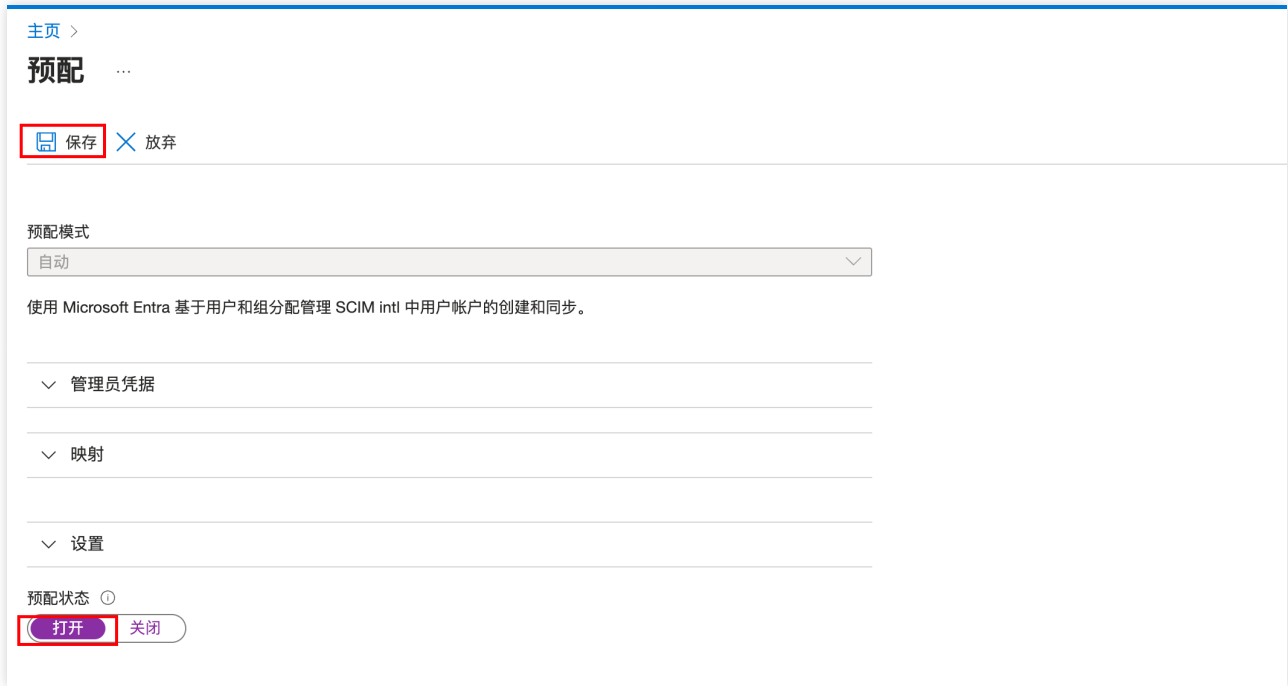 主页 >
预配 ...
保存 放弃
预配模式
自动
使用 Microsoft Entra 基于用户和组分配管理 SCIM intl 中用户帐户的创建和同步。
管理员凭据
映射
设置
预配状态
打开 关闭